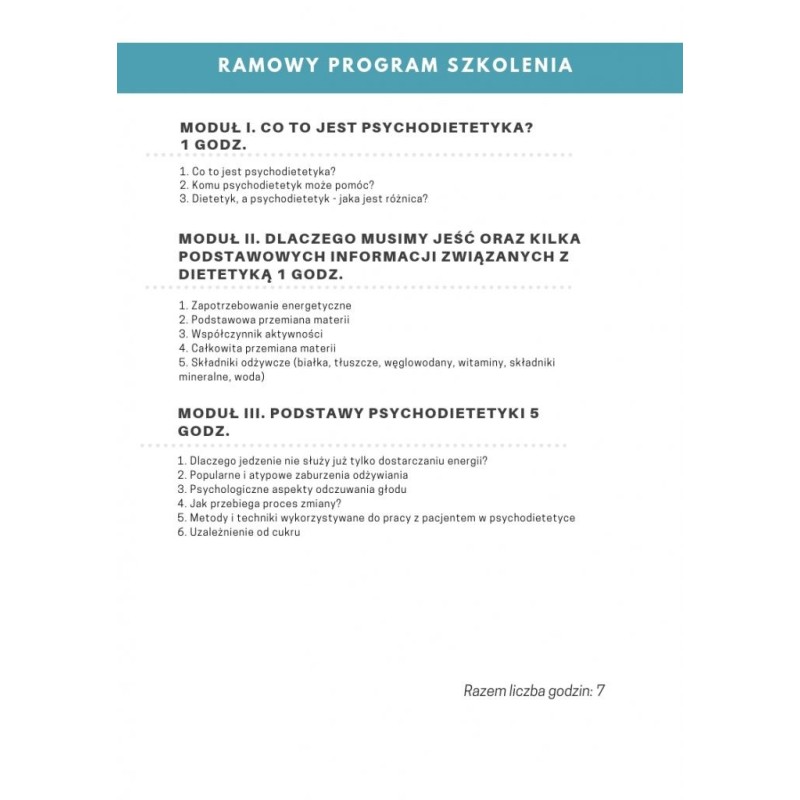 RAMOWY PROGRAM SZKOLENIA
MODUŁ I. CO TO JEST PSYCHODIETETYKA?
1 GODZ.
1. Co to jest psychodietetyka?
2. Komu psychodietetyk może pomóc?
3. Dietetyk, a psychodietetyk - jaka jest różnica?
MODUŁ II. DLACZEGO MUSIMY JEŚĆ ORAZ KILKA
PODSTAWOWYCH INFORMACJI ZWIĄZANYCH Z
DIETETYKĄ 1 GODZ.
1. Zapotrzebowanie energetyczne
2. Podstawowa przemiana materii
3. Współczynnik aktywności
4. Całkowita przemiana materii
5. Składniki odżywcze (białka, tłuszcze, węglowodany, witaminy, składniki
mineralne, woda)
MODUŁ III. PODSTAWY PSYCHODIETETYKI 5
GODZ.
1. Dlaczego jedzenie nie służy już tylko dostarczaniu energii?
2. Popularne i atypowe zaburzenia odżywiania
3. Psychologiczne aspekty odczuwania głodu
4. Jak przebiega proces zmiany?
5. Metody i techniki wykorzystywane do pracy z pacjentem w psychodietetyce
6. Uzależnienie od cukru
Razem liczba godzin: 7